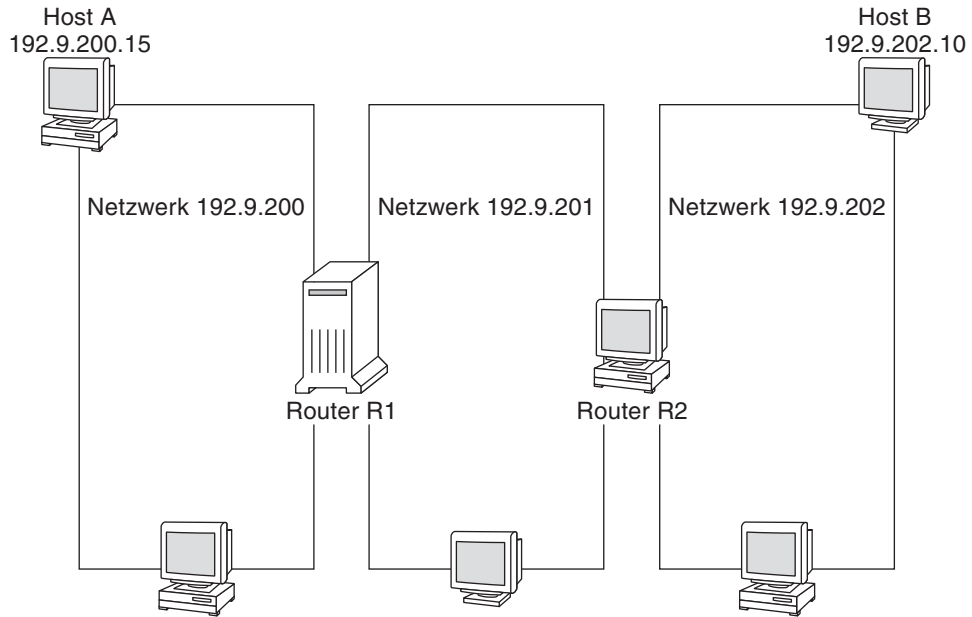 Host A
192.9.200.15
Host B
192.9.202.10
Netzwerk 192.9.200
Netzwerk 192.9.201
Netzwerk 192.9.202
Router R1
Router R2